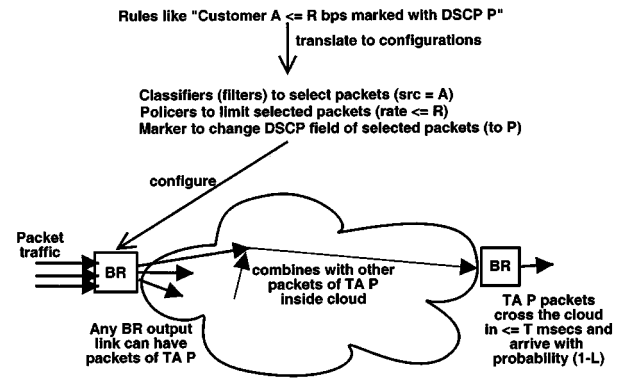 Rules like "Customer A <= R bps marked with DSCP P"
translate to configurations
Classifiers (filters) to select packets (src = A)
Policers to limit selected packets (rate <= R)
Marker to change DSCP field of selected packets (to P)
configure
Packet
traffic
BR
combines with other
packets of TA P
inside cloud
BR
Any BR output
link can have
packets of TA P
TA P packets
cross the cloud
in <= T msecs and
arrive with
probability (1-L)